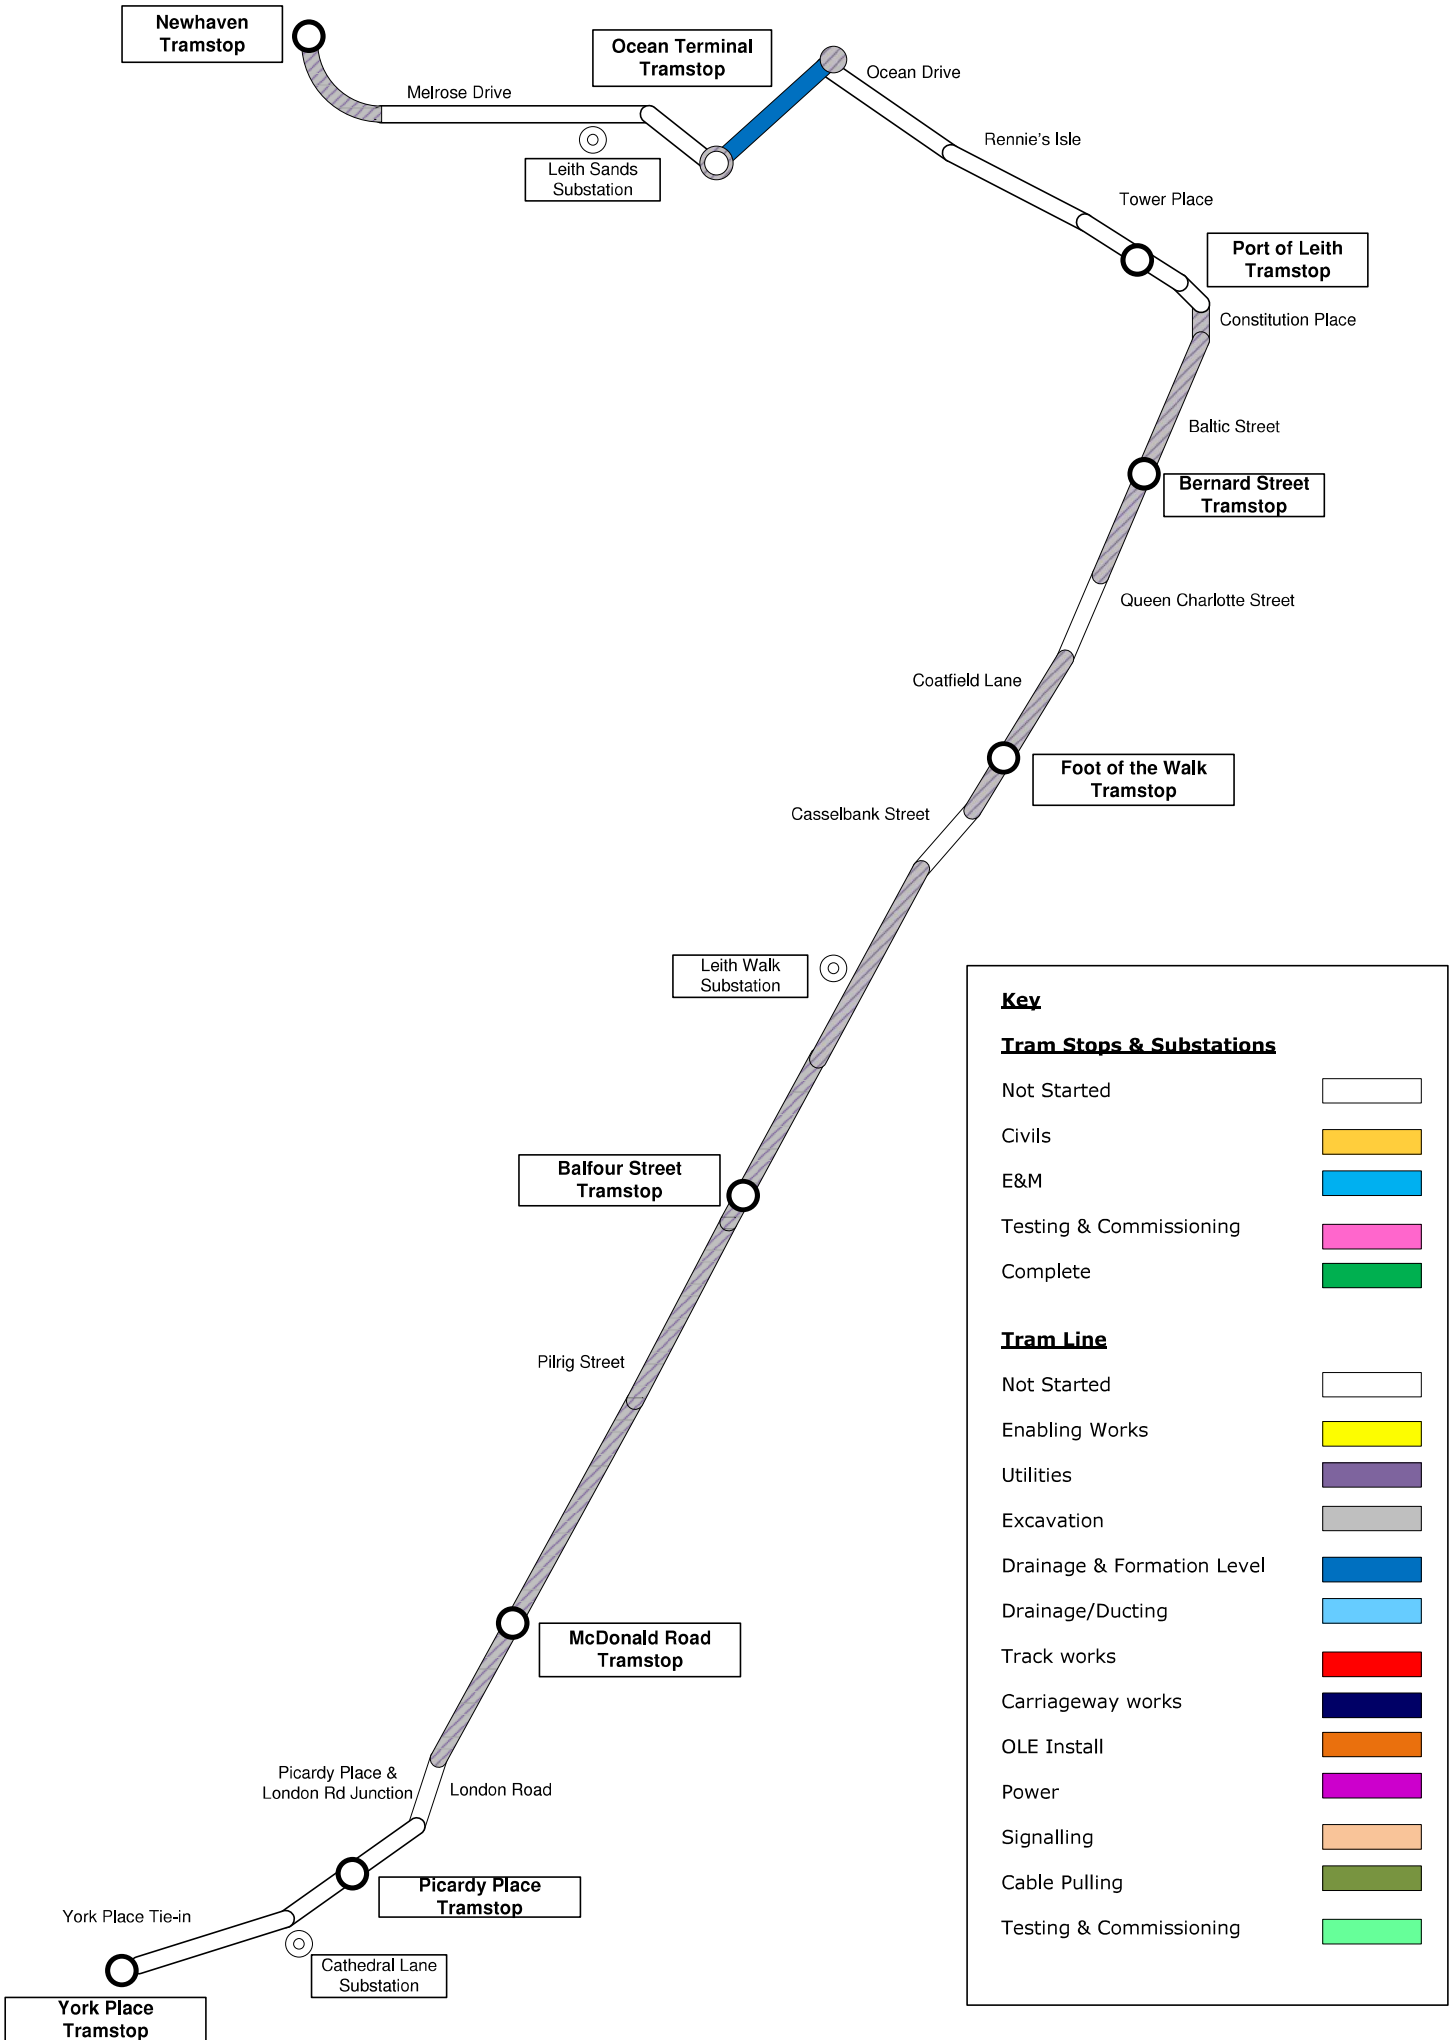 Newhaven
Tramstop
Ocean Terminal
Tramstop
Ocean Drive
Melrose Drive
Rennie's Isle
Leith Sands
Substation
Tower Place
Port of Leith
Tramstop
Constitution Place
Baltic Street
Bernard Street
Tramstop
Queen Charlotte Street
Coatfield Lane
Foot of the Walk
Tramstop
Casselbank Street
Leith Walk
Substation
Balfour Street
Tramstop
Pilrig Street
McDonald Road
Tramstop
Picardy Place &
London Rd Junction
London Road
Picardy Place
Tramstop
York Place Tie-in
Cathedral Lane
Substation
York Place
Tramstop
Key
Tram Stops & Substations
Not Started
Civils
E&M
Testing & Commissioning
Complete
Tram Line
Not Started
Enabling Works
Utilities
Excavation
Drainage & Formation Level
Drainage/Ducting
Track works
Carriageway works
OLE Install
Power
Signalling
Cable Pulling
Testing & Commissioning